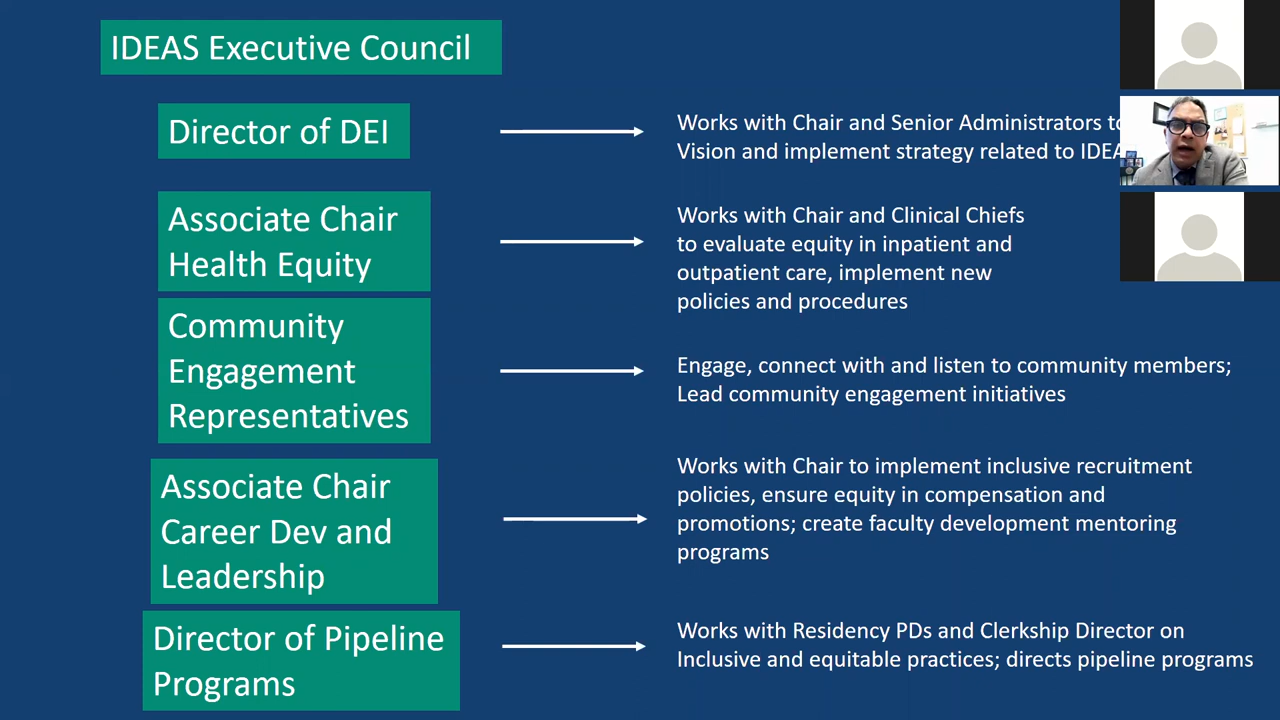 IDEAS Executive Council
Director of DEI
Works with Chair and Senior Administrators
Vision and implement strategy related to
Associate Chair
Health Equity
Works with Chair and Clinical Chiefs
to evaluate equity in inpatient and
outpatient care, implement new
policies and procedures
Community
Engagement
Representatives
Engage, connect with and listen to community members;
Lead community engagement initiatives
Associate Chair
Career Dev and
Leadership
Works with Chair to implement inclusive recruitment
policies, ensure equity in compensation and
promotions; create faculty development mentoring
programs
Director of Pipeline
Programs
Works with Residency PDs and Clerkship Director on
Inclusive and equitable practices; directs pipeline programs